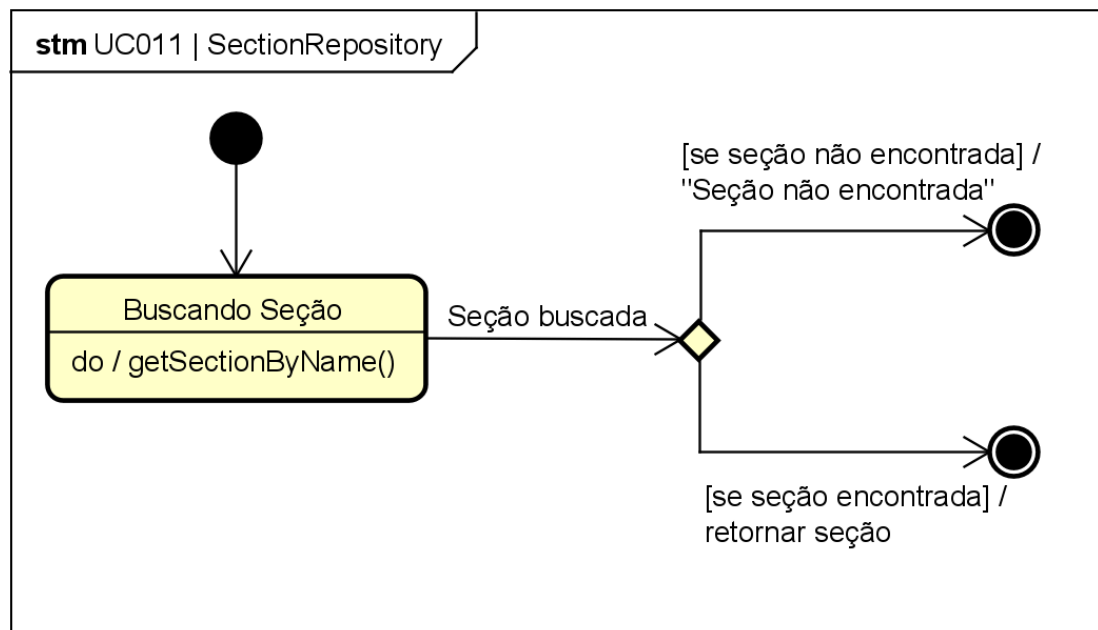 stm UC011 | SectionRepository
[se seção não encontrada] /
"Seção não encontrada"
Buscando Seção
do / getSectionByName()
Seção buscada
[se seção encontrada] /
retornar seção